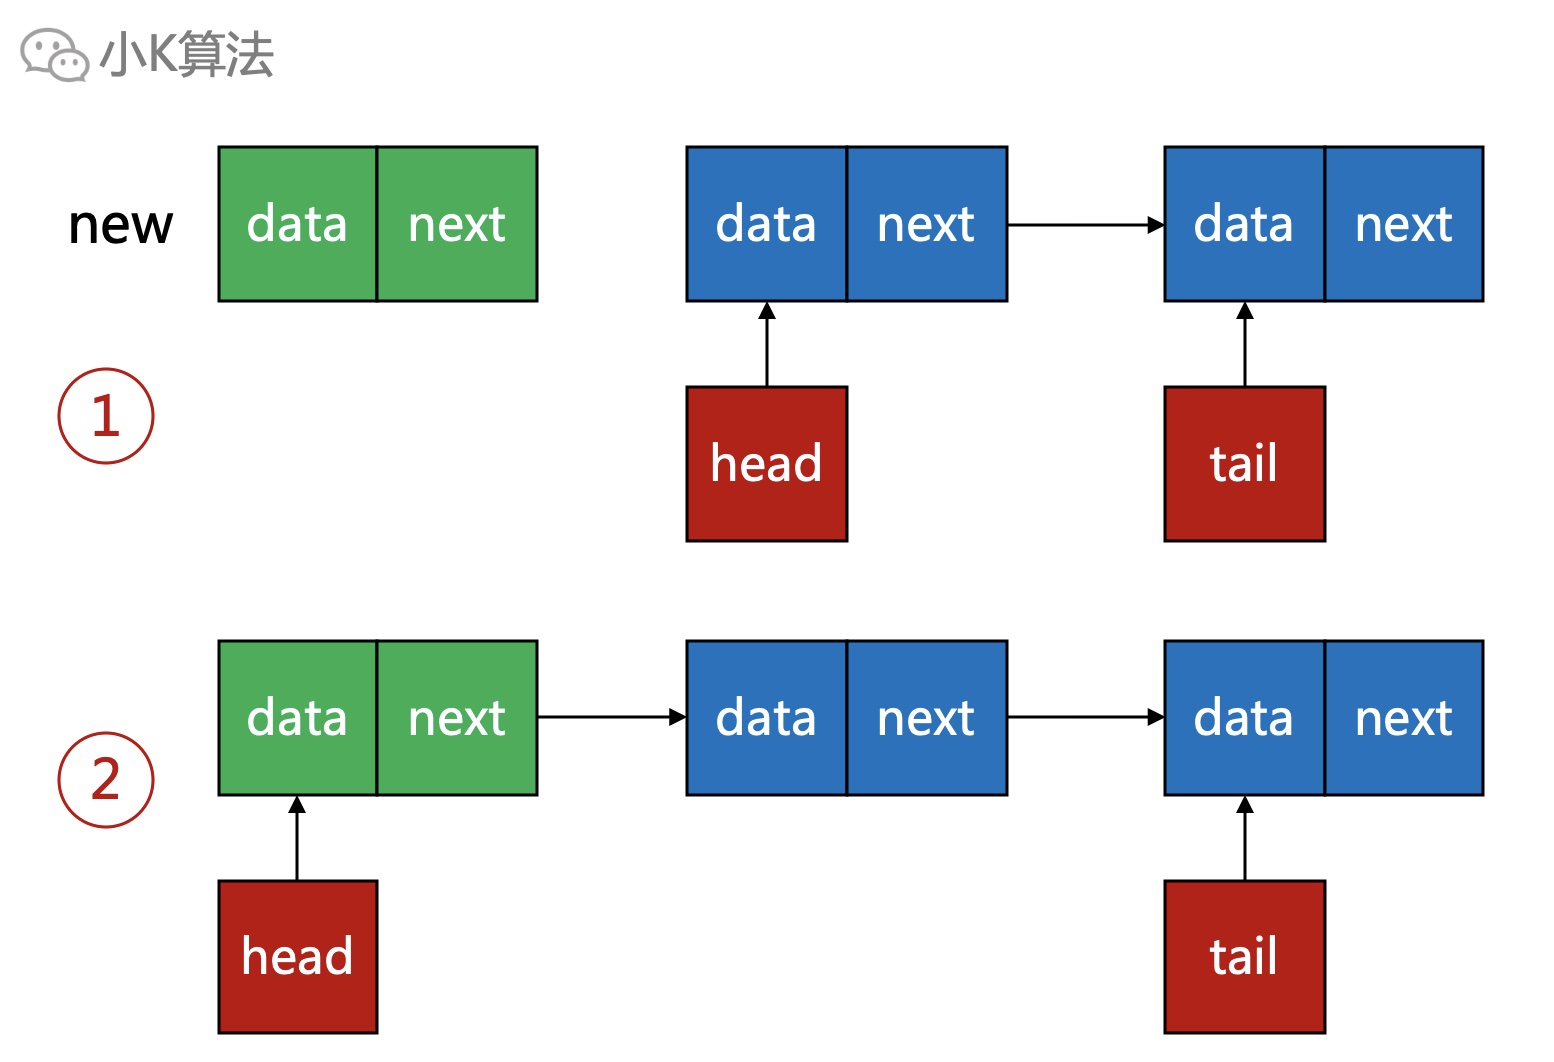 小K算法
new data next data next data next
①
head tail
data next data next data next
②
head tail